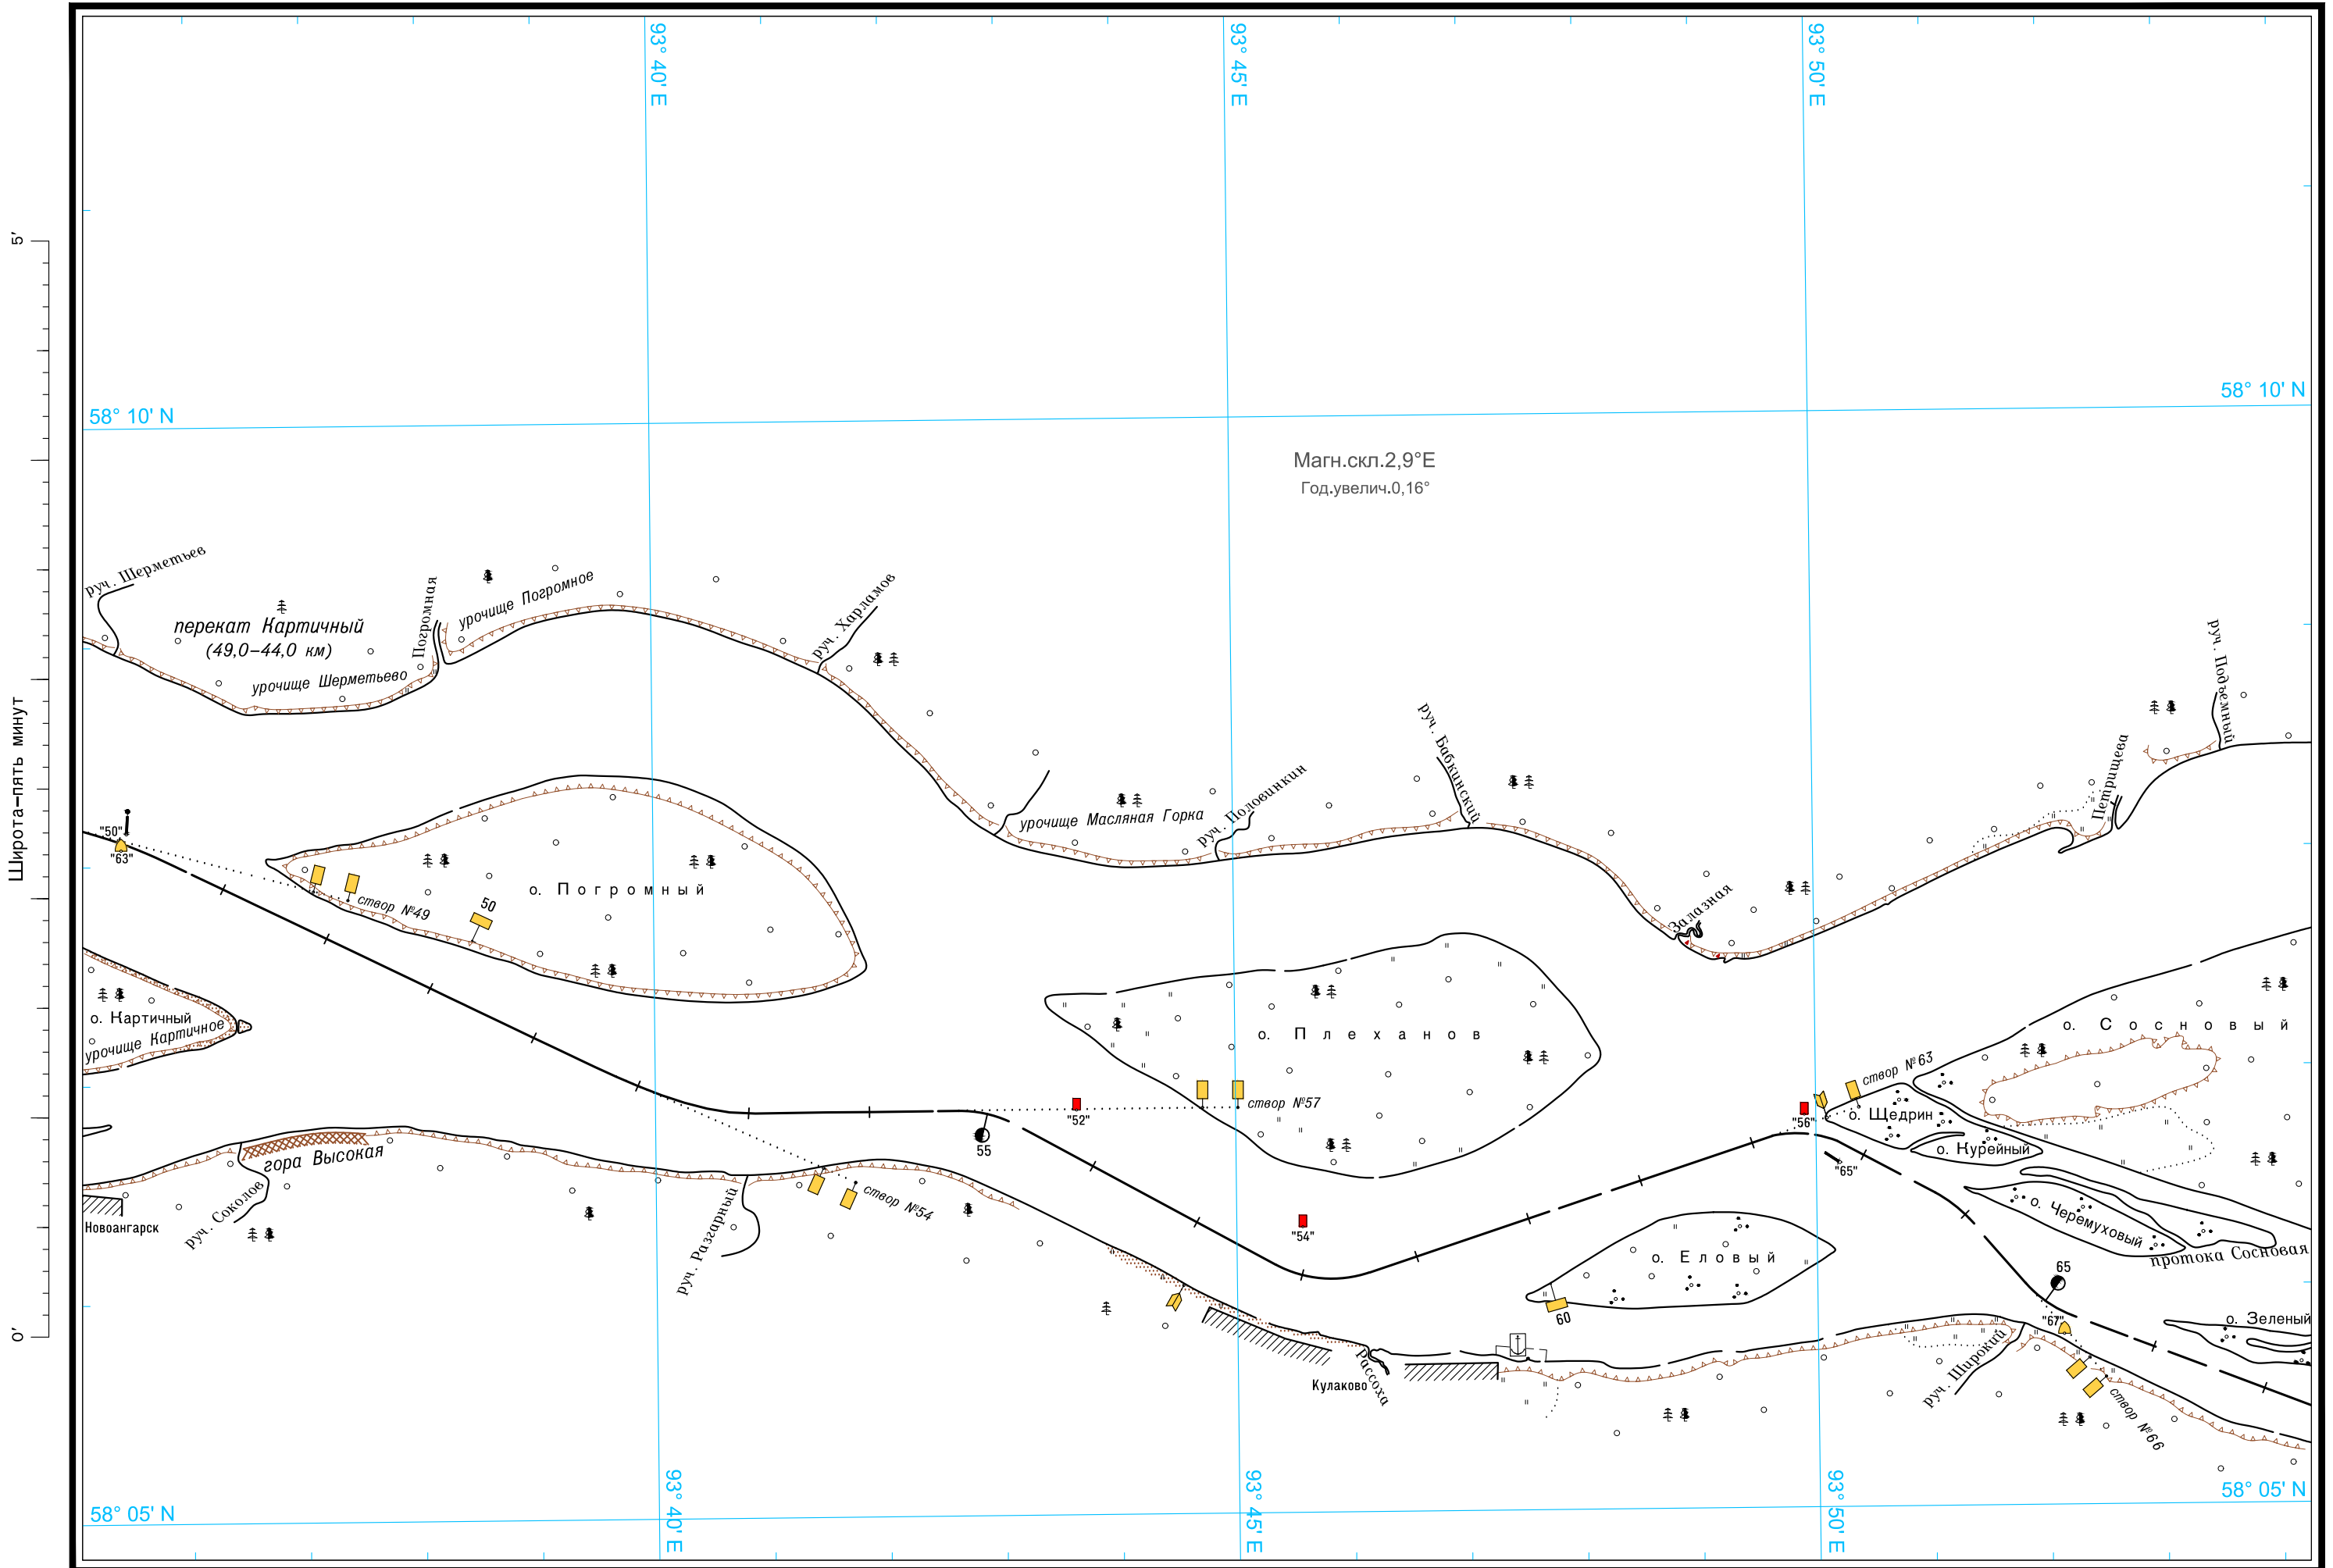 93° 40' E
93° 45' E
93° 50' E
5'
58° 10' N
58° 10' N
Магн.скл.2,9°E
Год.увелич.0,16°
руч. Шерметьев
перекат Картичный
(49,0–44,0 км)
урочище Шерметьево
Погромная
урочище Погромное
руч. Харламов
руч. Подъемный
руч. Бабкинский
Петрищева
урочище Масляная Горка
руч. Половинкин
Широта–пять минут
"50"
"63"
о. Погромный
створ №49
50
Залазная
о. Картичный
урочище Картичное
о. Плеханов
о. Сосновый
створ №63
"52"
створ №57
"56"
о. Щедрин
55
о. Курейный
"65"
гора Высокая
Новоангарск
руч. Соколов
руч. Разгарный
створ №54
"54"
о. Черемуховый
протока Сосновая
о. Еловый
60
65
"67"
о. Зеленый
0'
Кулаково
Рассоха
руч. Широкий
створ №66
58° 05' N
58° 05' N
93° 40' E
93° 45' E
93° 50' E